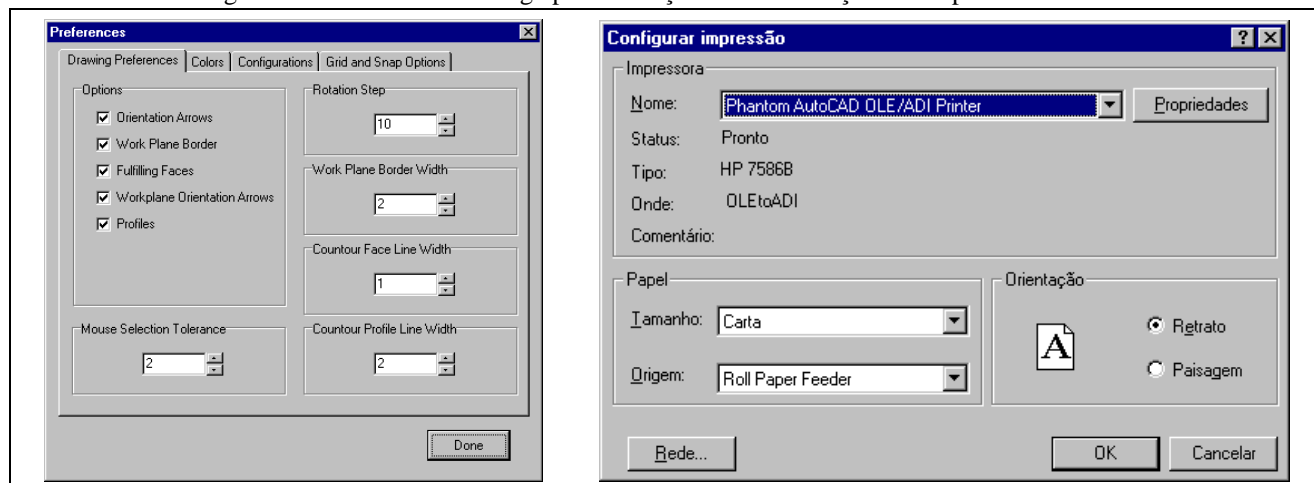 Preferences
Drawing Preferences Colors Configurations Grid and Snap Options
Options
Orientation Arrows
Work Plane Border
Fulfilling Faces
Workplane Orientation Arrows
Profiles
Mouse Selection Tolerance
2
Rotation Step
10
Work Plane Border Width
2
Countour Face Line Width
1
Countour Profile Line Width
2
Done
Configurar impressão
Impressora
Nome: Phantom AutoCAD OLE/ADI Printer Propriedades
Status: Pronto
Tipo: HP 7586B
Onde: OLEtoADI
Comentário:
Papel
Tamanho: Carta
Origem: Roll Paper Feeder
Orientação
A
Retrato
Paisagem
Rede... OK Cancelar